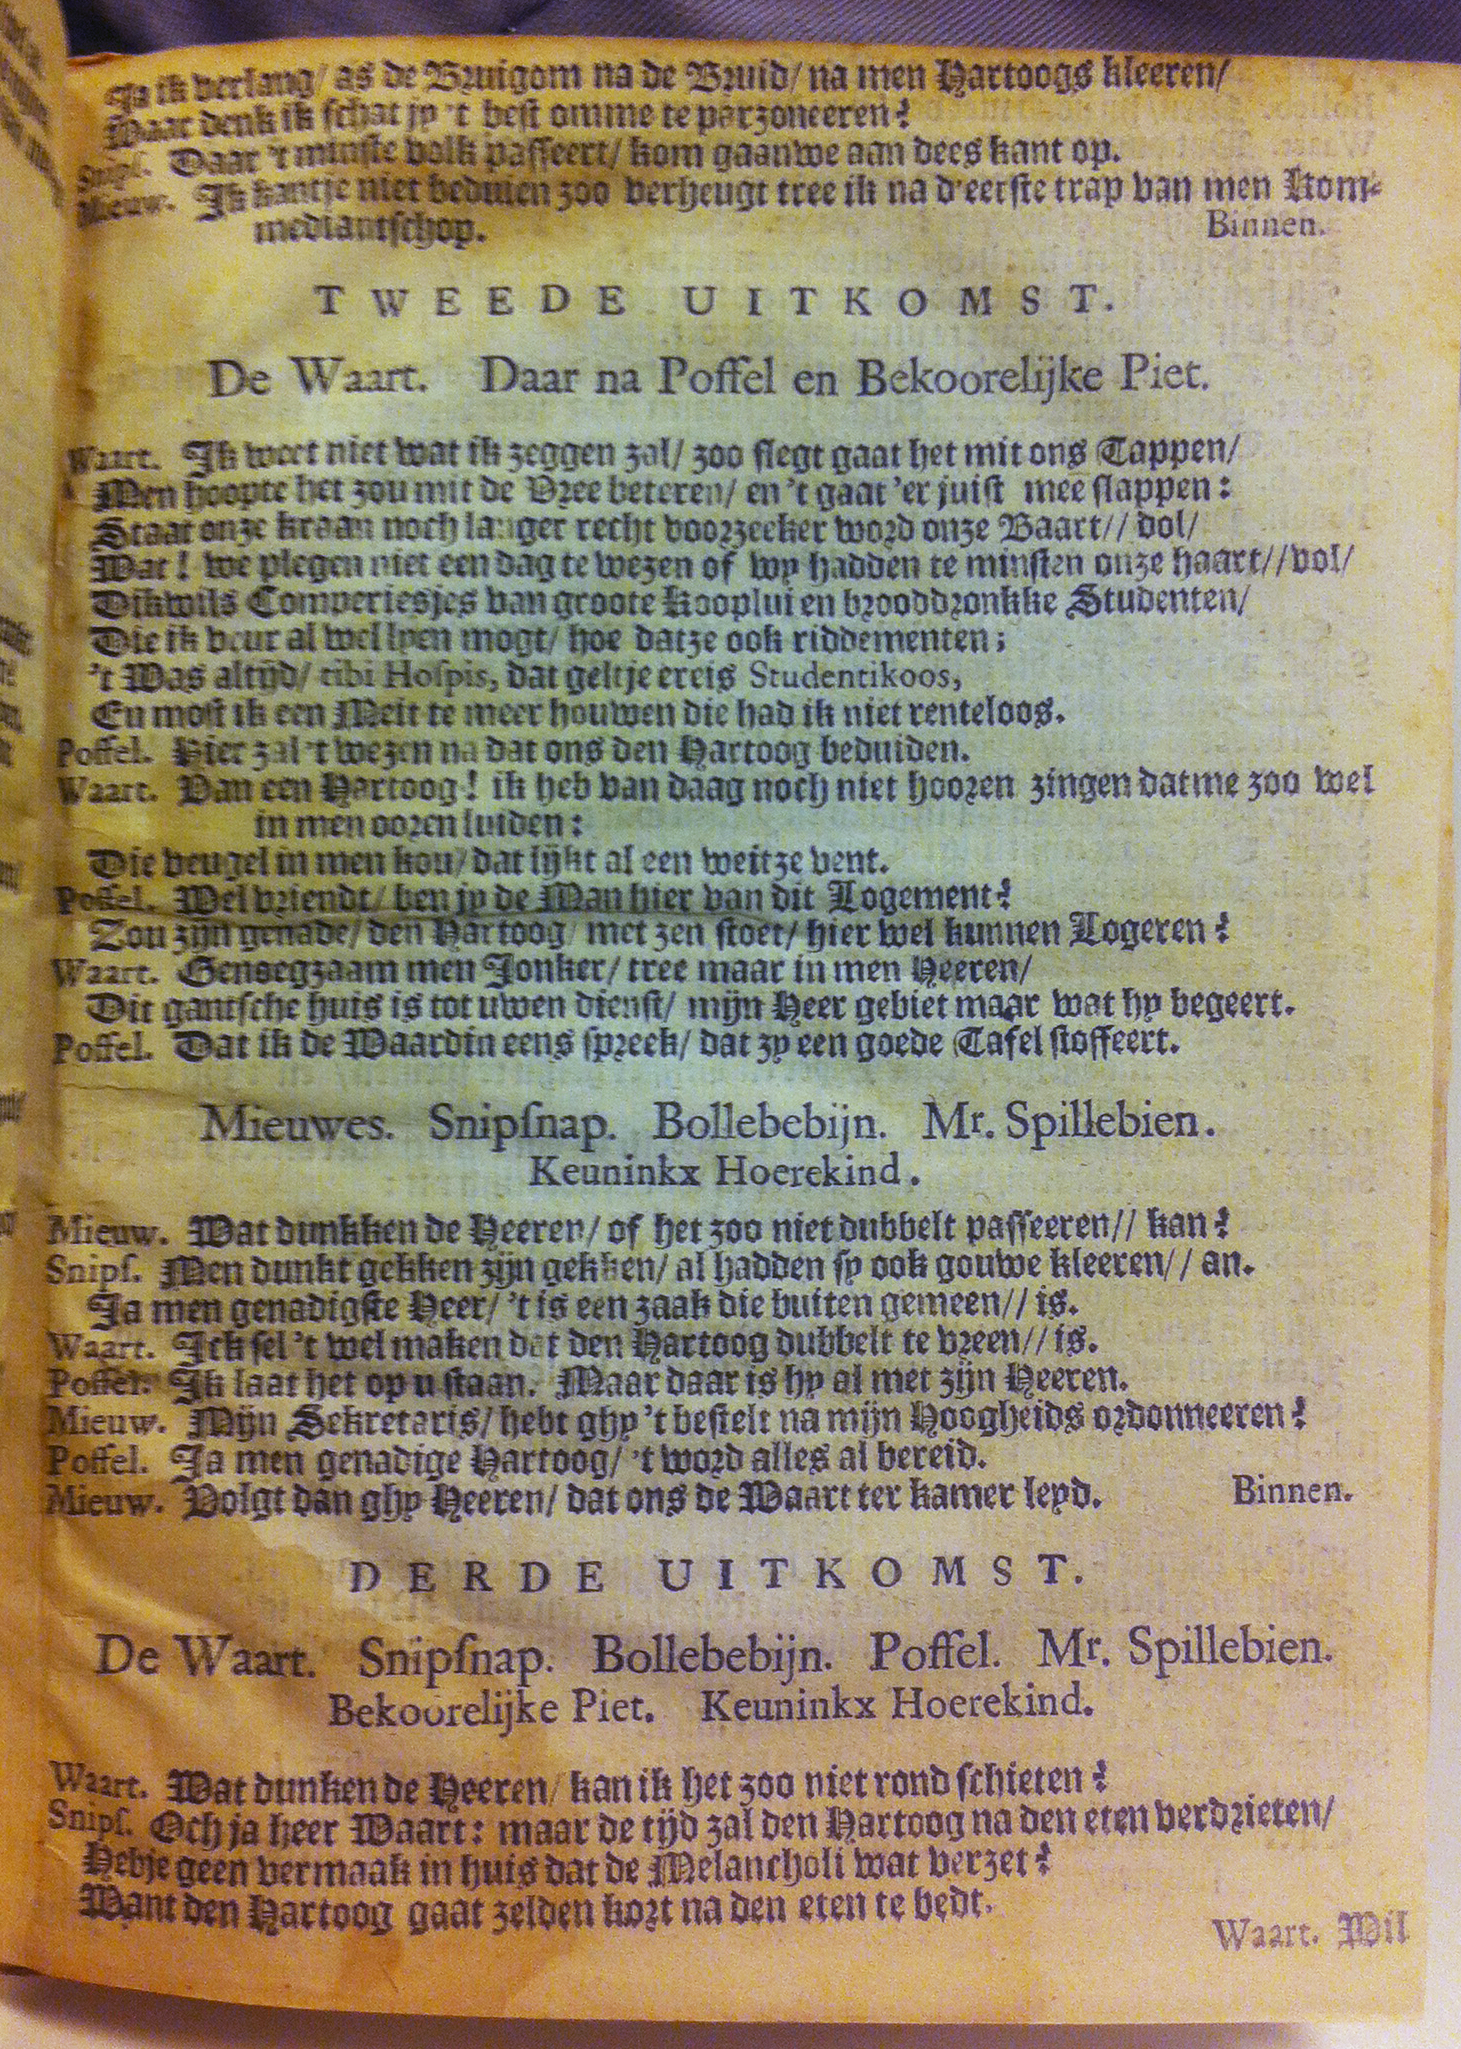 Ja ik verlang/ as de Bruigom na de Bruid/ na men Hartoogs kleeren/
Maar denk ik schat jy 't best omme te parzoneeren?
Snipſ. Daar 't minste volk passeert/ kom gaanwe aan dees kant op.
Mieuw. Ik kantje niet beduien zoo verheugt tree ik na d'eerste trap van men Kom-
mediantschop. Binnen.
TWEEDE UITKOMST.
De Waart. Daar na Poffel en Bekoorelijke Piet.
Waart. Ik weet niet wat ik zeggen zal/ zoo slegt gaat het mit ons Tappen/
Men hoopte het zou mit de Vree beteren/ en 't gaat 'er juist mee slappen:
Staat onze kraan noch langer recht voorzeeker word onze Baart// dol/
Wat! we plegen niet een dag te wezen of wy hadden te minsten onze haart//vol/
Dikwils Comperiesjes van groote Kooplui en brooddronkke Studenten/
Die ik veur al wel lyen mogt/ hoe datze ook riddementen;
't Was altijd/ tibi Hoſpis, dat geltje ereis Studentikoos,
En most ik een Meit te meer houwen die had ik niet renteloos.
Poffel. Hier zal 't wezen na dat ons den Hartoog beduiden.
Waart. Van een Hartoog! ik heb van daag noch niet hooren zingen datme zoo wel
in men ooren luiden:
Die veugel in men kou/ dat lijkt al een weitze vent.
Poffel. Wel vriendt/ ben jy de Man hier van dit Logement?
Zou zijn genade/ den Hartoog/ met zen stoet/ hier wel kunnen Logeren?
Waart. Genoegzaam men Jonker/ tree maar in men Heeren/
Dit gantsche huis is tot uwen dienst/ mijn Heer gebiet maar wat hy begeert.
Poffel. Dat ik de Waardin eens spreek/ dat zy een goede Tafel stoffeert.
Mieuwes. Snipſnap. Bollebebijn. Mr. Spillebien.
Keuninkx Hoerekind.
Mieuw. Wat dunkken de Heeren/ of het zoo niet dubbelt passeeren// kan?
Snipſ. Men dunkt gekken zijn gekken/ al hadden sy ook gouwe kleeren// an.
Ja men genadigste Heer/ 't is een zaak die buiten gemeen// is.
Waart. Ick sel 't wel maken dat den Hartoog dubbelt te vreen// is.
Poffel. Ik laat het op u staan. Maar daar is hy al met zijn Heeren.
Mieuw. Mijn Sekretaris/ hebt ghy 't bestelt na mijn Hoogheids ordonneeren?
Poffel. Ja men genadige Hartoog/ 't word alles al bereid.
Mieuw. Volgt dan ghy Heeren/ dat ons de Waart ter kamer leyd. Binnen.
DERDE UITKOMST.
De Waart. Snipſnap. Bollebebijn. Poffel. Mr. Spillebien.
Bekoorelijke Piet. Keuninkx Hoerekind.
Waart. Wat dunken de Heeren/ kan ik het zoo niet rond schieten?
Snipſ. Och ja heer Waart: maar de tijd zal den Hartoog na den eten verdrieten/
Hebje geen vermaak in huis dat de Melancholi wat verzet?
Want den Hartoog gaat zelden kort na den eten te bedt.
Waart. Wil